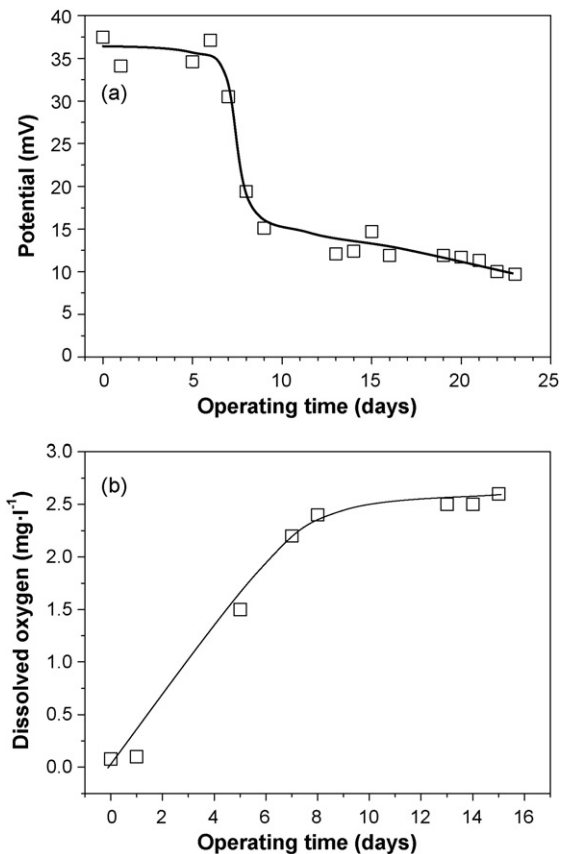 40
35
30
25
20
15
10
5
0
Potential (mV)
(a)
0 5 10 15 20 25
Operating time (days)
3.0
2.5
2.0
1.5
1.0
0.5
0.0
Dissolved oxygen (mg·l⁻¹)
(b)
0 2 4 6 8 10 12 14 16
Operating time (days)